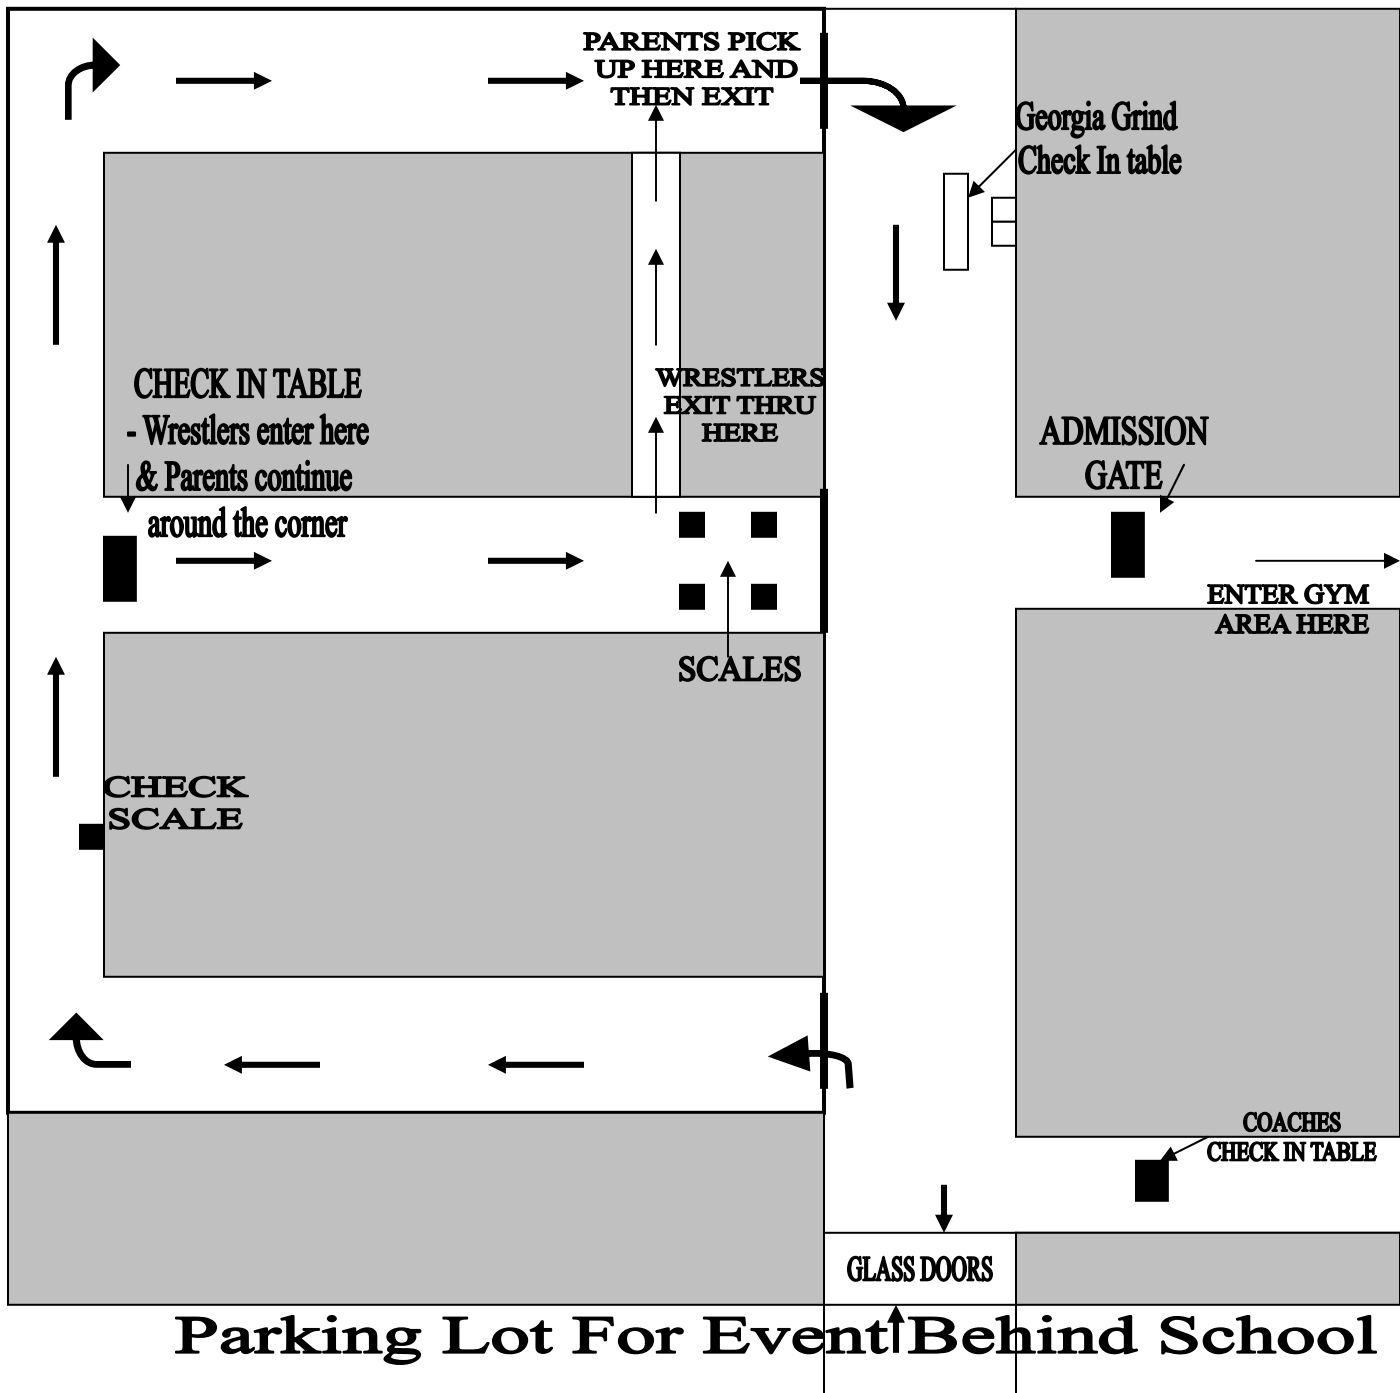 PARENTS PICK
UP HERE AND
THEN EXIT
Georgia Grind
Check In table
CHECK IN TABLE
- Wrestlers enter here
& Parents continue
around the corner
WRESTLERS
EXIT THRU
HERE
ADMISSION
GATE
ENTER GYM
AREA HERE
SCALES
CHECK
SCALE
COACHES
CHECK IN TABLE
GLASS DOORS
Parking Lot For Event Behind School